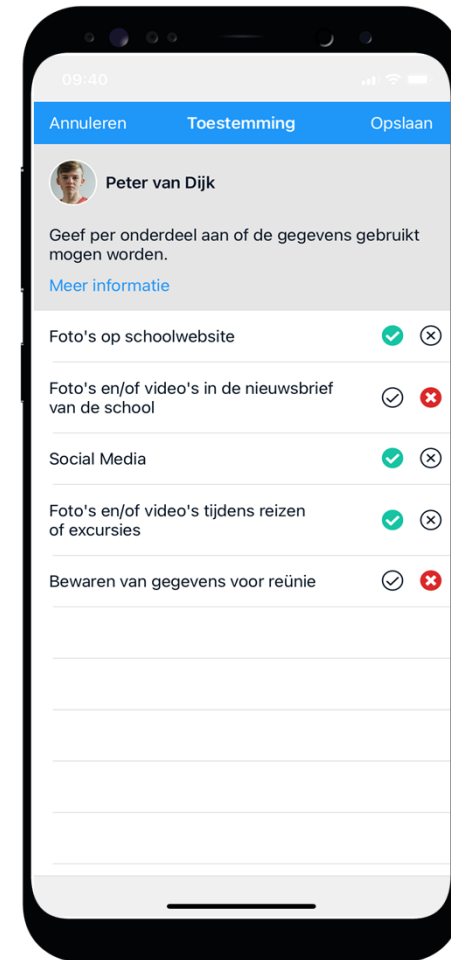 09:40
Annuleren Toestemming Opslaan
Peter van Dijk
Geef per onderdeel aan of de gegevens gebruikt
mogen worden.
Meer informatie
Foto's op schoolwebsite
Foto's en/of video's in de nieuwsbrief
van de school
Social Media
Foto's en/of video's tijdens reizen
of excursies
Bewaren van gegevens voor reünie